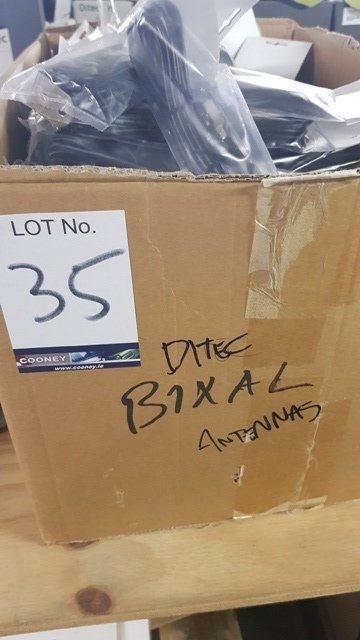 LOT No.
35
COONEY
www.cooney.ie
DITEC
BIXAL
ANTENNAS